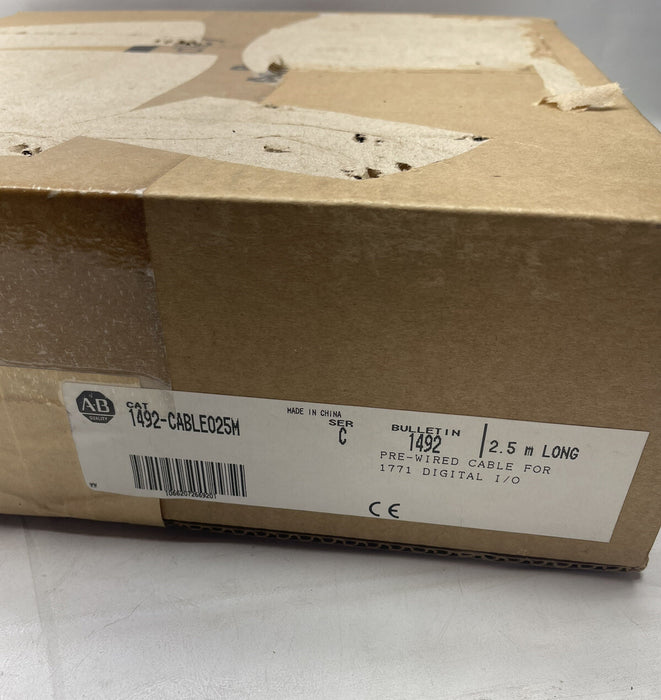 AB
QUALITY
CAT
1492-CABLE025M
MADE IN CHINA
SER
C
BULLETIN
1492
2.5 m LONG
PRE-WIRED CABLE FOR
1771 DIGITAL I/O
CE